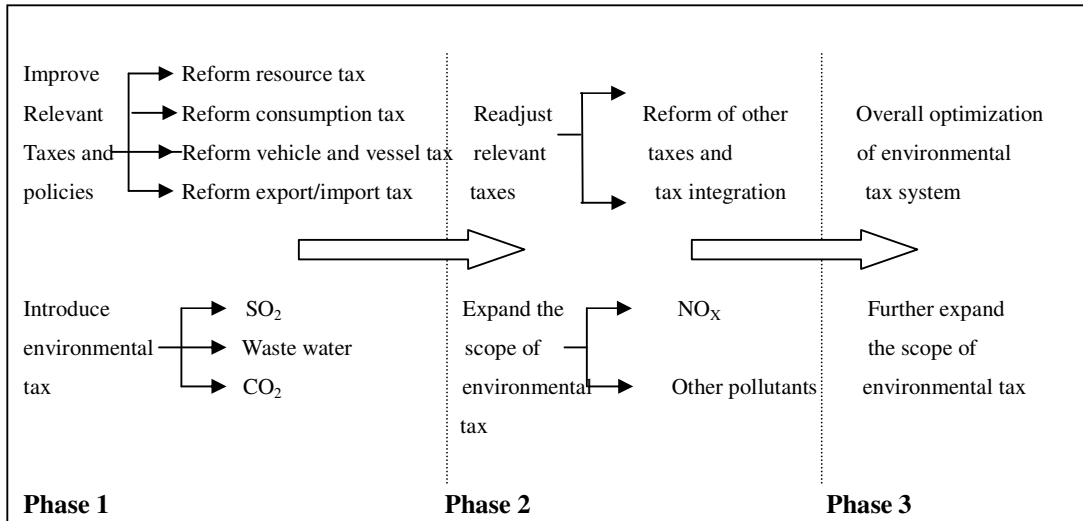 Improve
Relevant
Taxes and
policies
Reform resource tax
Reform consumption tax
Reform vehicle and vessel tax
Reform export/import tax
Readjust
relevant
taxes
Reform of other
taxes and
tax integration
Overall optimization
of environmental
tax system
Introduce
environmental
tax
SO₂
Waste water
CO₂
Expand the
scope of
environmental
tax
NOX
Other pollutants
Further expand
the scope of
environmental tax
Phase 1
Phase 2
Phase 3